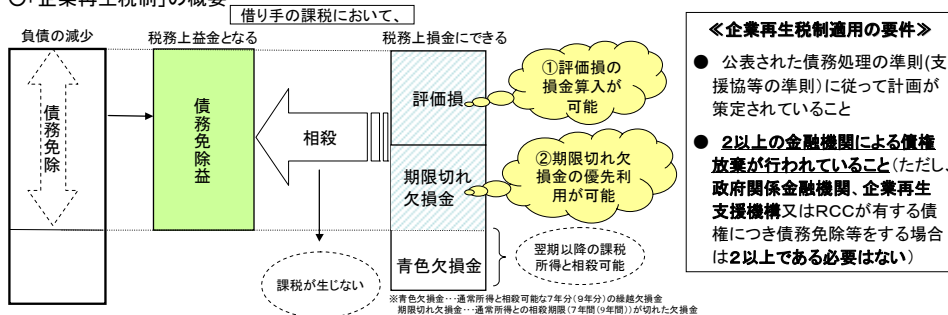 〇「企業再生税制」の概要
借り手の課税において、
負債の減少
税務上益金となる
税務上損金にできる
債務免除
債務免除益
相殺
評価損
期限切れ
欠損金
青色欠損金
①評価損の
損金算入が
可能
②期限切れ欠
損金の優先利
用が可能
課税が生じない
翌期以降の課税
所得と相殺可能
※青色欠損金・・・通常所得と相殺可能な7年分(9年分)の繰越欠損金
期限切れ欠損金・・・通常所得との相殺期限(7年間(9年間))が切れた欠損金
≪企業再生税制適用の要件≫
● 公表された債務処理の準則(支
援協等の準則)に従って計画が
策定されていること
● 2以上の金融機関による債権
放棄が行われていること(ただし、
政府関係金融機関、企業再生
支援機構又はRCCが有する債
権につき債務免除等をする場合
は2以上である必要はない)